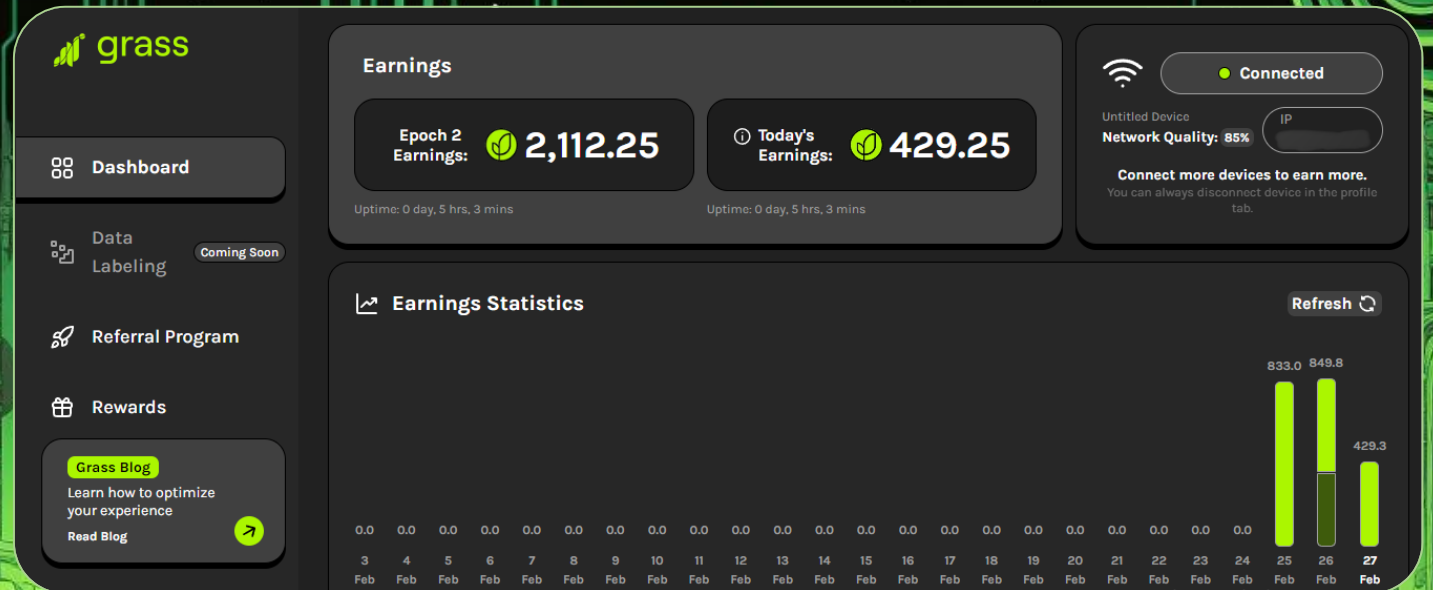 grass
Dashboard
Data
Labeling
Coming Soon
Referral Program
Rewards
Grass Blog
Learn how to optimize
your experience
Read Blog
Earnings
Epoch 2
Earnings:
2,112.25
Uptime: 0 day, 5 hrs, 3 mins
Today's
Earnings:
429.25
Uptime: 0 day, 5 hrs, 3 mins
Connected
Untitled Device
Network Quality: 85%
IP
Connect more devices to earn more.
You can always disconnect device in the profile
tab.
Earnings Statistics
Refresh
833.0 849.8
429.3
0.0 0.0 0.0 0.0 0.0 0.0 0.0 0.0 0.0 0.0 0.0 0.0 0.0 0.0 0.0 0.0 0.0 0.0 0.0 0.0 0.0 0.0
3 4 5 6 7 8 9 10 11 12 13 14 15 16 17 18 19 20 21 22 23 24 25 26 27
Feb Feb Feb Feb Feb Feb Feb Feb Feb Feb Feb Feb Feb Feb Feb Feb Feb Feb Feb Feb Feb Feb Feb Feb Feb